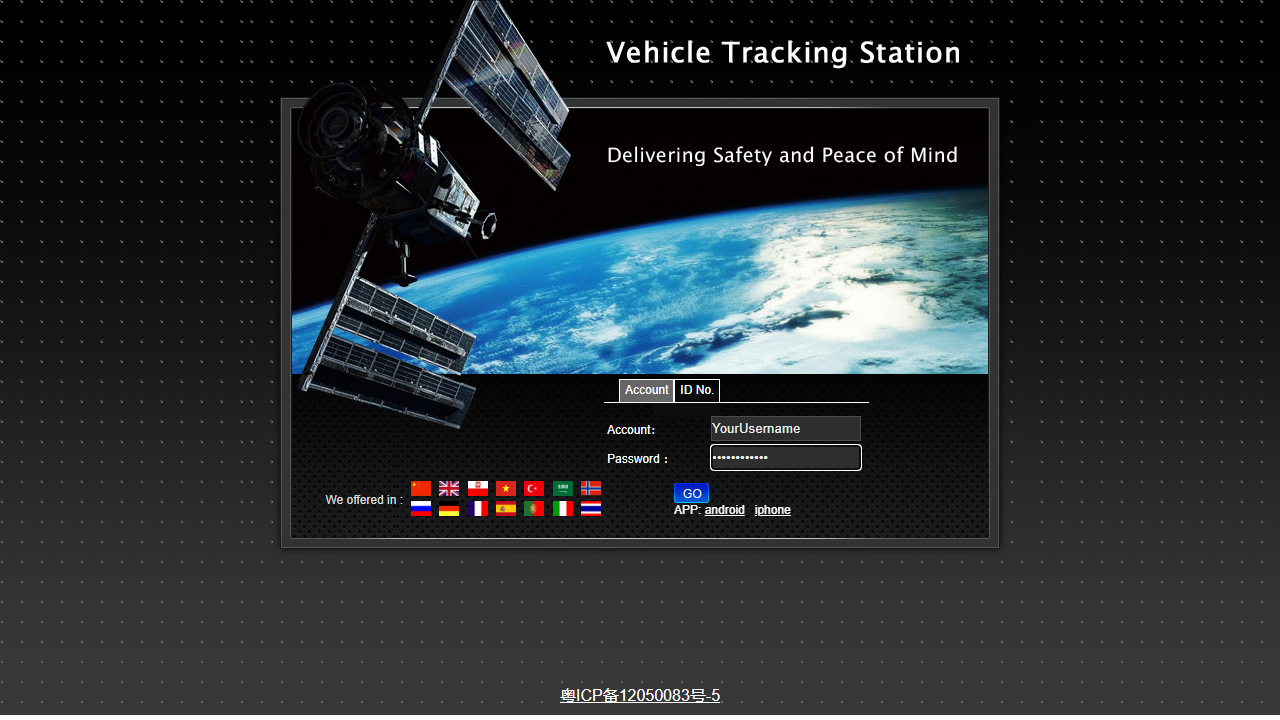 Vehicle Tracking Station
Delivering Safety and Peace of Mind
Account ID No.
Account: YourUsername
Password : ••••••••••••
We offered in :
GO
APP: android iphone
粤ICP备12050083号-5